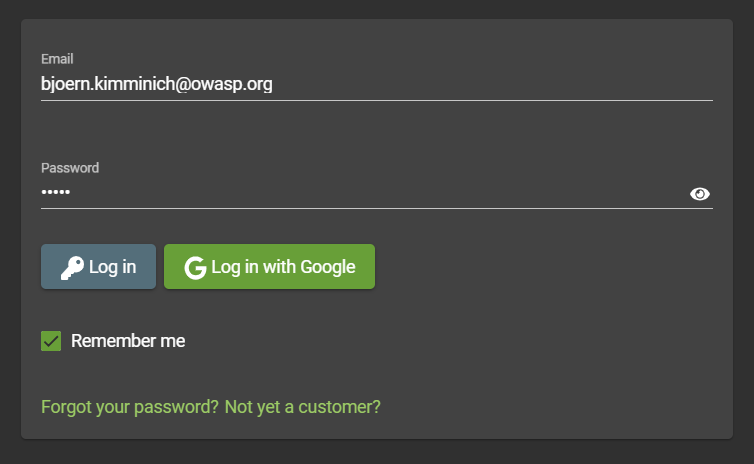 Email
bjoern.kimminich@owasp.org
Password
•••••
Log in
Log in with Google
Remember me
Forgot your password? Not yet a customer?